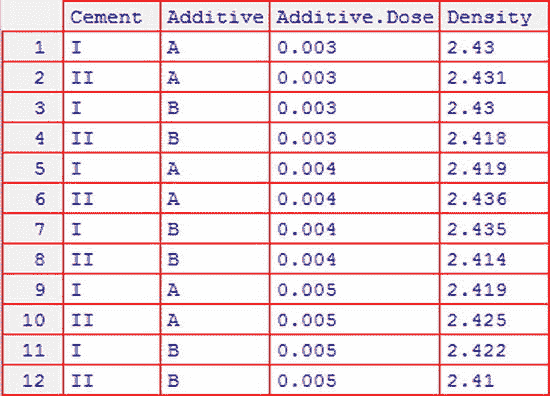 Cement Additive Additive.Dose Density
1 I A 0.003 2.43
2 II A 0.003 2.431
3 I B 0.003 2.43
4 II B 0.003 2.418
5 I A 0.004 2.419
6 II A 0.004 2.436
7 I B 0.004 2.435
8 II B 0.004 2.414
9 I A 0.005 2.419
10 II A 0.005 2.425
11 I B 0.005 2.422
12 II B 0.005 2.41